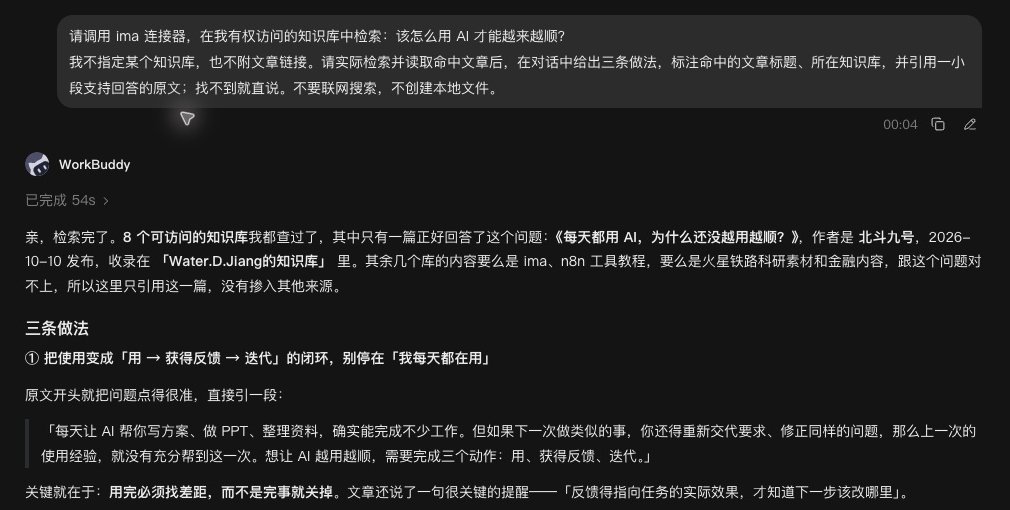 请调用 ima 连接器，在我有权访问的知识库中检索：该怎么用 AI 才能越来越顺？
我不指定某个知识库，也不附文章链接。请实际检索并读取命中文章后，在对话中给出三条做法，标注命中的文章标题、所在知识库，并引用一小
段支持回答的原文；找不到就直说。不要联网搜索，不创建本地文件。
00:04
WorkBuddy
已完成 54s >
亲，检索完了。8 个可访问的知识库我都查过了，其中只有一篇正好回答了这个问题：《每天都用 AI，为什么还没越用越顺？》，作者是 北斗九号，2026-
10-10 发布，收录在 「Water.D.Jiang的知识库」 里。其余几个库的内容要么是 ima、n8n 工具教程，要么是火星铁路科研素材和金融内容，跟这个问题对
不上，所以这里只引用这一篇，没有掺入其他来源。
三条做法
① 把使用变成「用 → 获得反馈 → 迭代」的闭环，别停在「我每天都在用」
原文开头就把问题点得很准，直接引一段：
「每天让 AI 帮你写方案、做 PPT、整理资料，确实能完成不少工作。但如果下一次做类似的事，你还得重新交代要求、修正同样的问题，那么上一次的
使用经验，就没有充分帮到这一次。想让 AI 越用越顺，需要完成三个动作：用、获得反馈、迭代。」
关键就在于：用完必须找差距，而不是完事就关掉。文章还说了一句很关键的提醒——「反馈得指向任务的实际效果，才知道下一步该改哪里」。